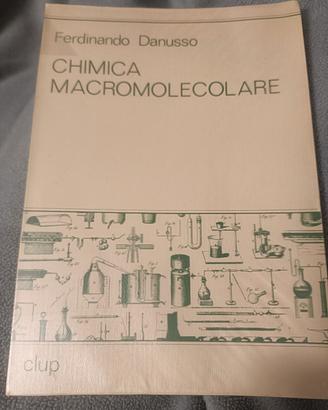 Ferdinando Danusso
CHIMICA
MACROMOLECOLARE
clup